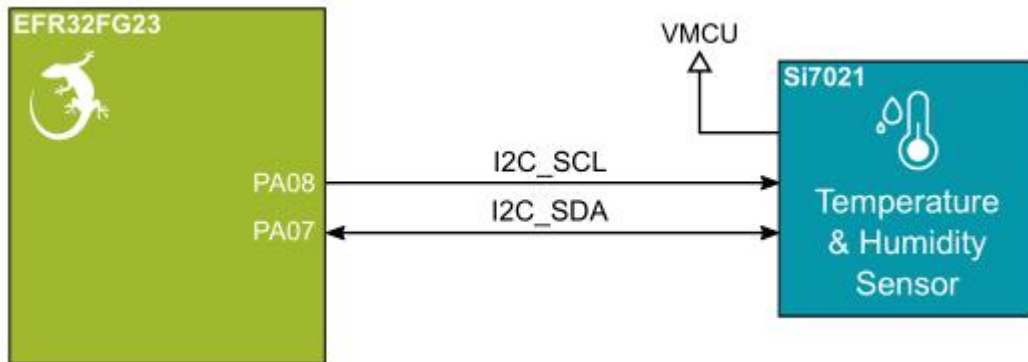 EFR32FG23
VMCU
Si7021
I2C_SCL
PA08
I2C_SDA
PA07
Temperature
& Humidity
Sensor